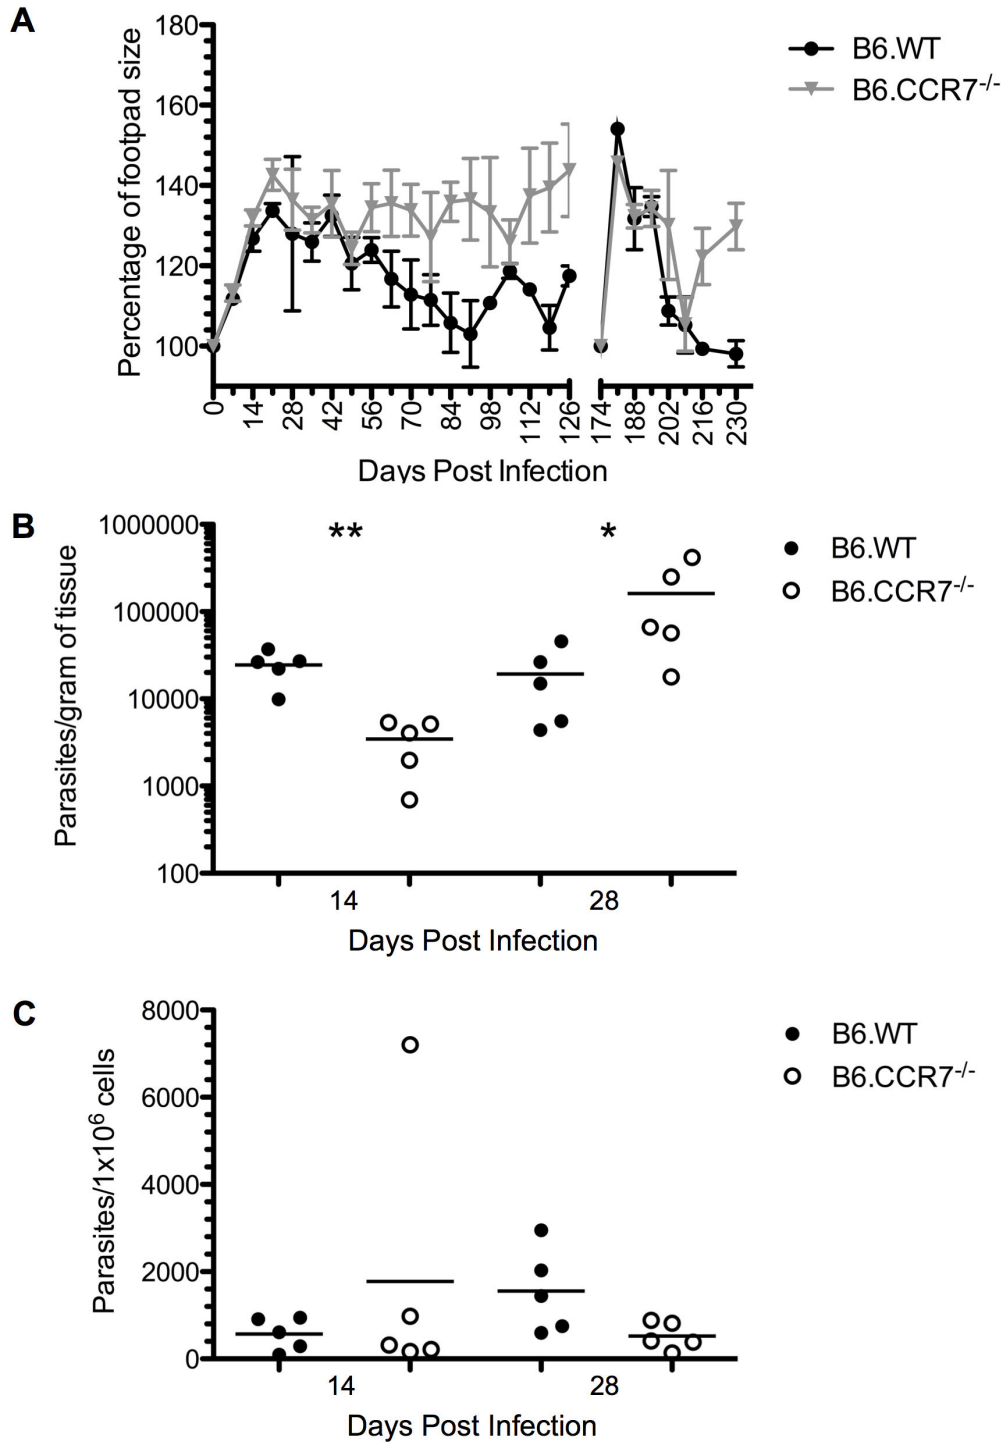 A
Percentage of footpad size
180
160
140
120
100
0 14 28 42 56 70 84 98 112 126 174 188 202 216 230
Days Post Infection
B6.WT
B6.CCR7-/-
B
Parasites/gram of tissue
1000000
100000
10000
1000
100
** *
14 28
Days Post Infection
B6.WT
B6.CCR7-/-
C
Parasites/1x10⁶ cells
8000
6000
4000
2000
0
14 28
Days Post Infection
B6.WT
B6.CCR7-/-